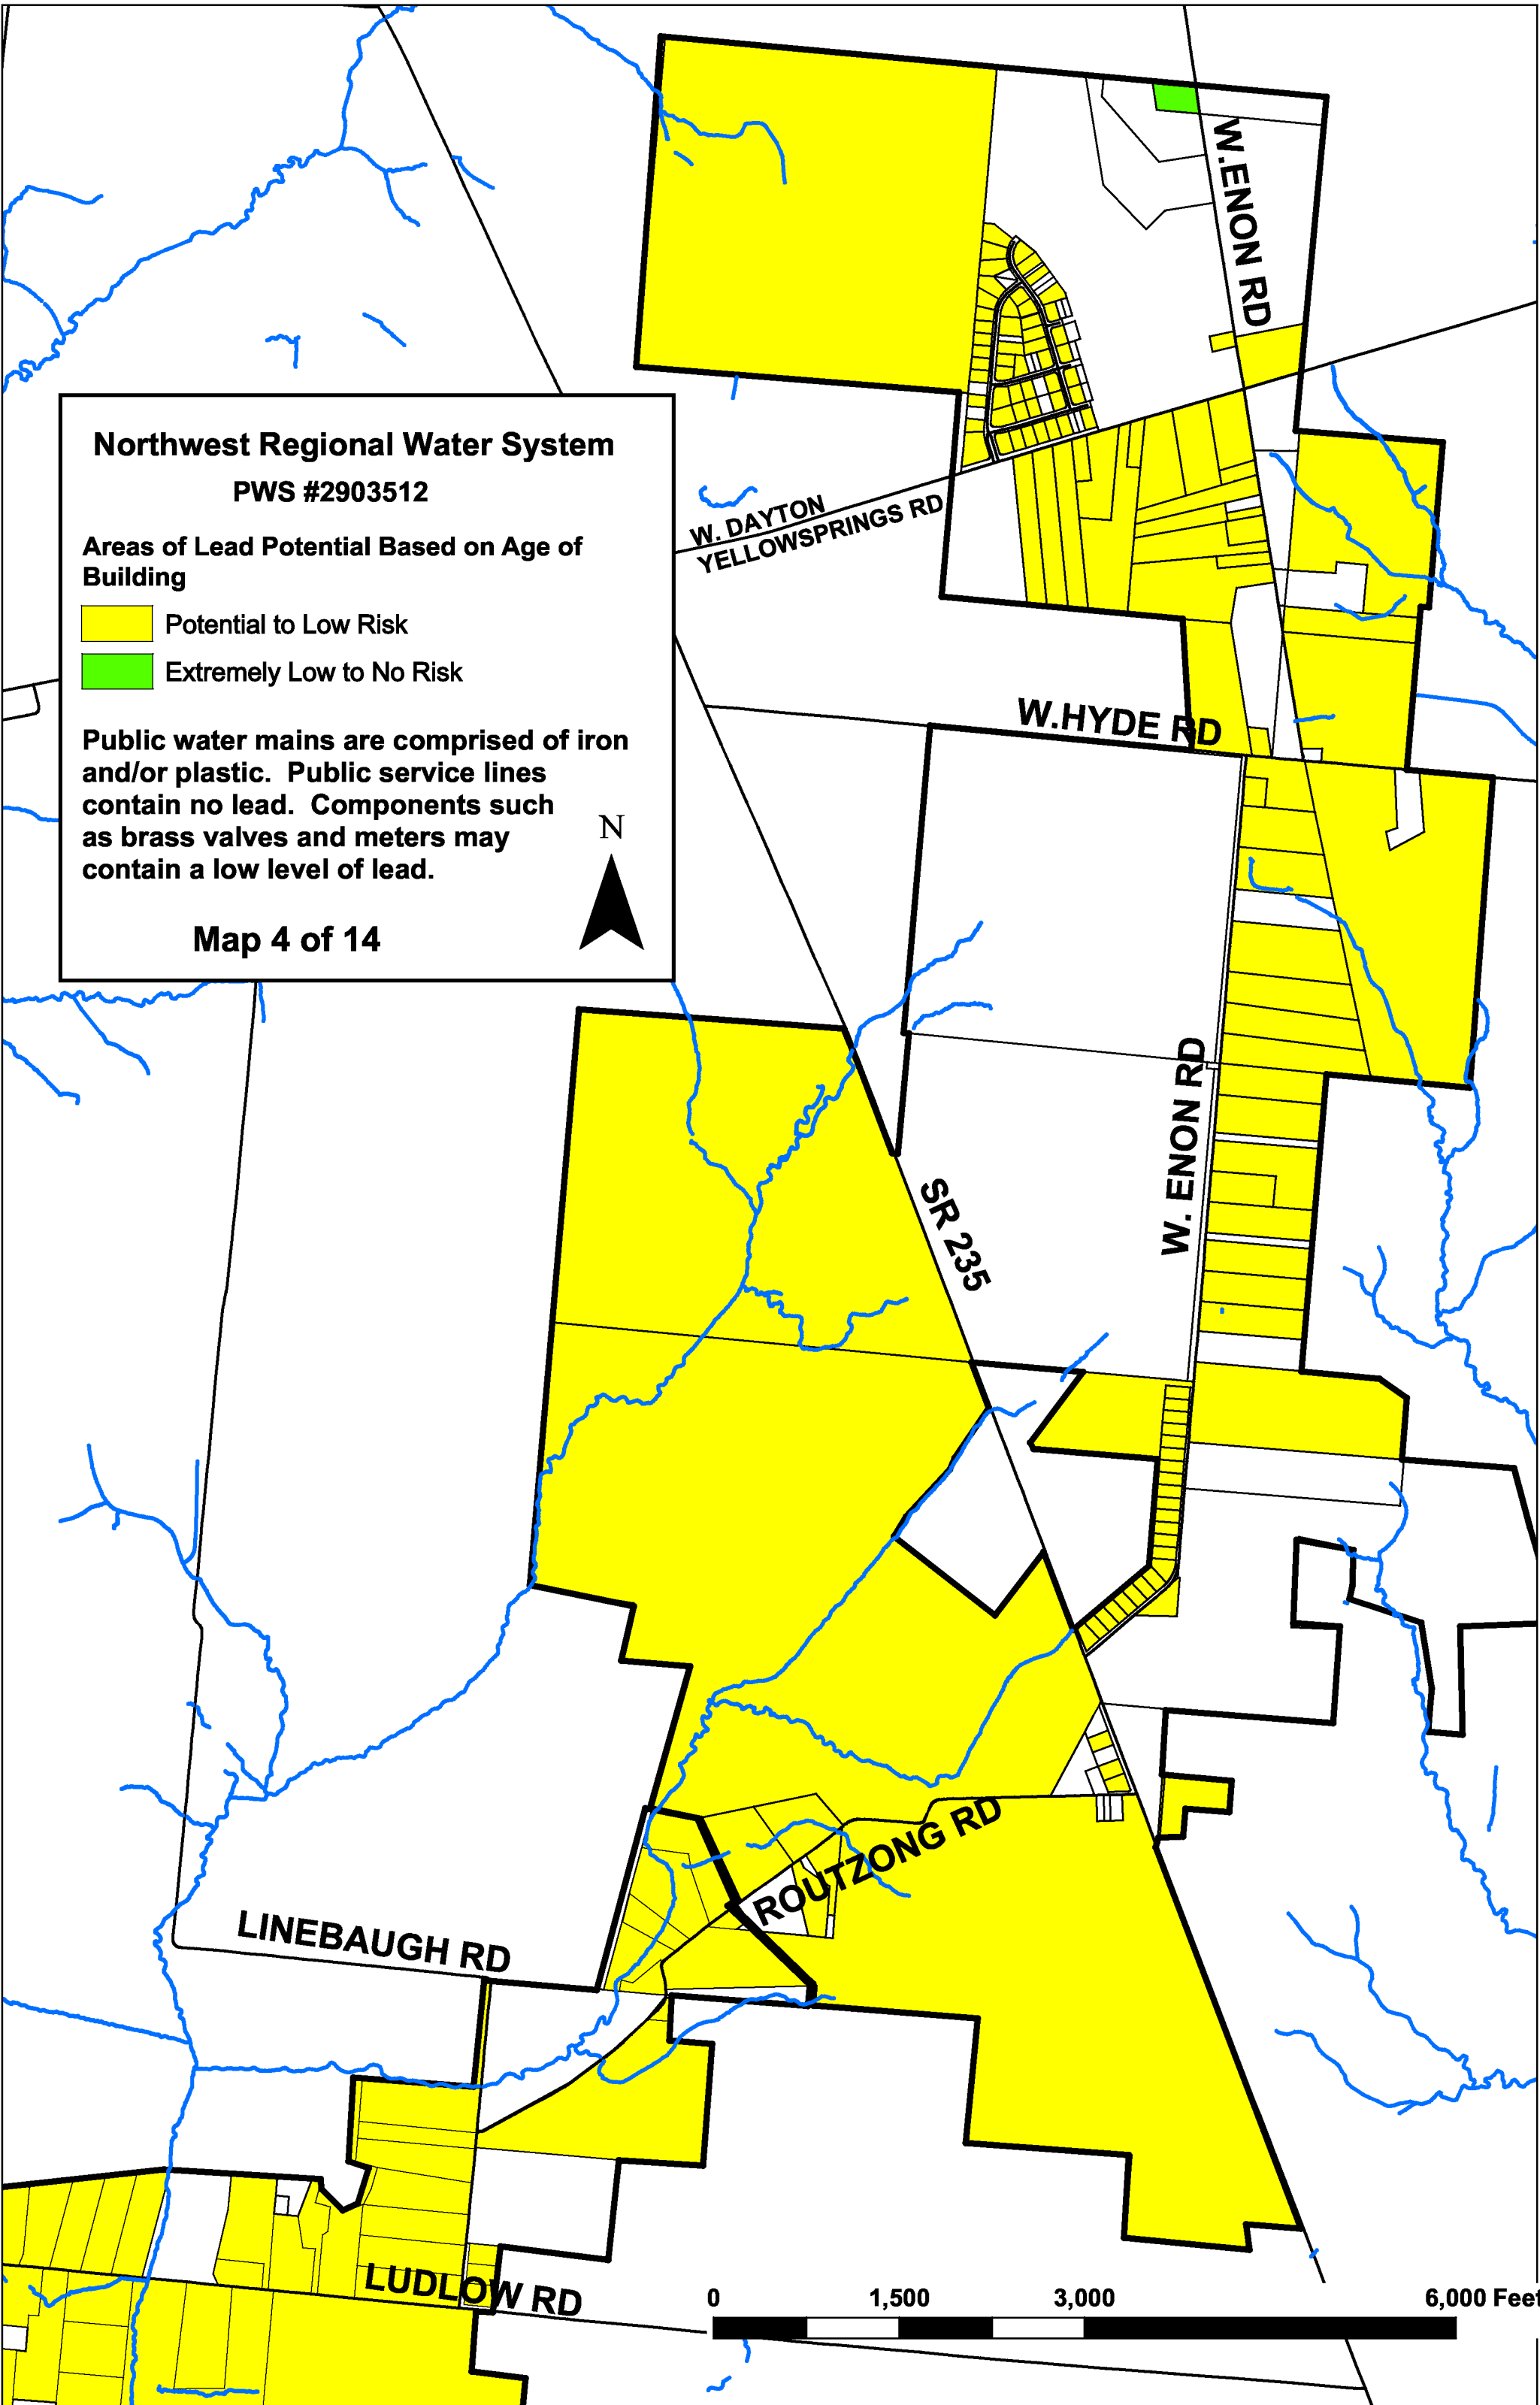 W.ENON RD
Northwest Regional Water System
PWS #2903512
Areas of Lead Potential Based on Age of
Building
Potential to Low Risk
Extremely Low to No Risk
Public water mains are comprised of iron
and/or plastic.  Public service lines
contain no lead.  Components such
as brass valves and meters may
contain a low level of lead.
N
Map 4 of 14
W. DAYTON
YELLOWSPRINGS RD
W.HYDE RD
W. ENON RD
SR 235
ROUTZONG RD
LINEBAUGH RD
LUDLOW RD
0 1,500 3,000 6,000 Feet